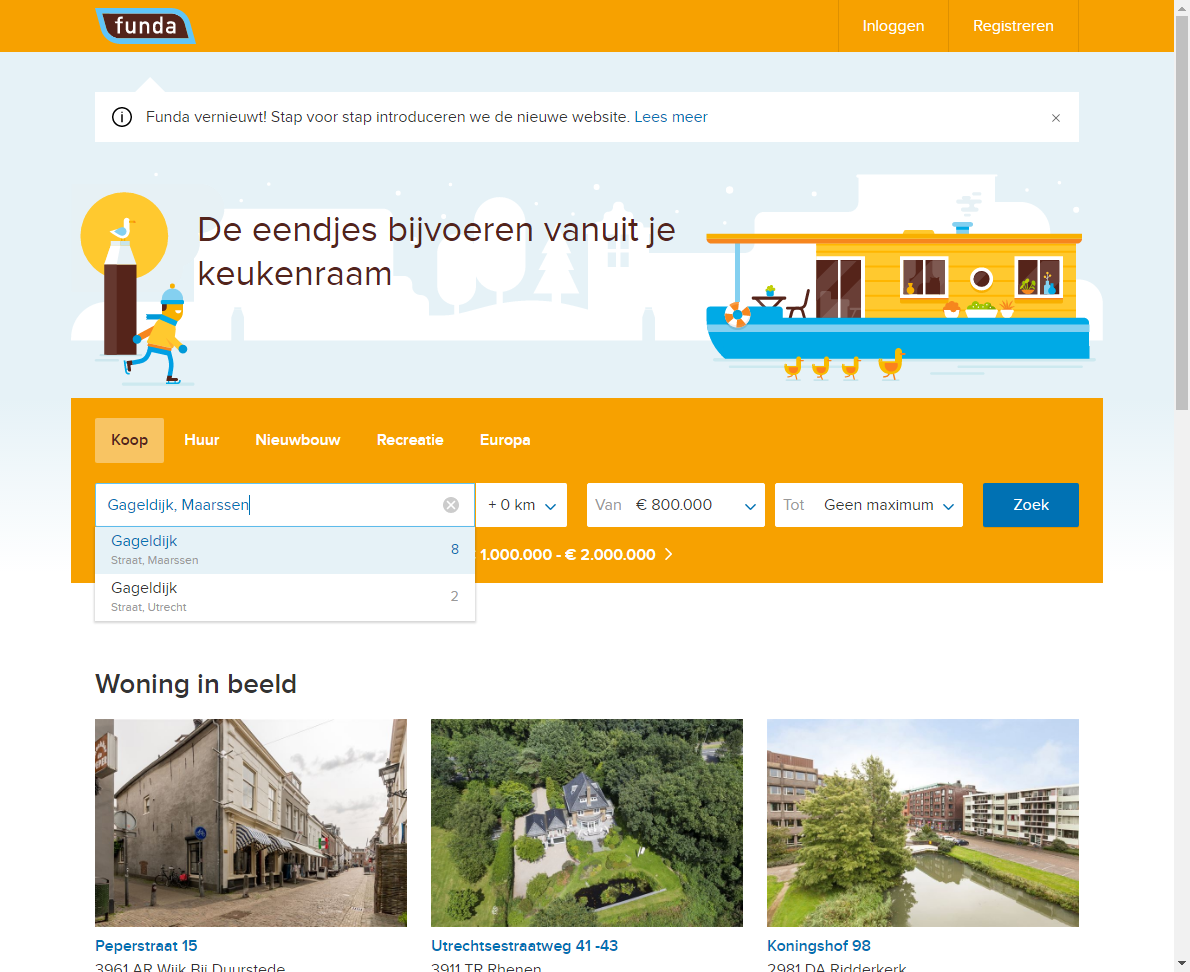 funda
Inloggen
Registreren
Funda vernieuwt! Stap voor stap introduceren we de nieuwe website. Lees meer
De eendjes bijvoeren vanuit je
keukenraam
Koop
Huur
Nieuwbouw
Recreatie
Europa
Gageldijk, Maarssen
+ 0 km
Van € 800.000
Tot Geen maximum
Zoek
Gageldijk 8
Straat, Maarssen
1.000.000 - € 2.000.000
Gageldijk 2
Straat, Utrecht
Woning in beeld
Peperstraat 15
Utrechtsestraatweg 41 -43
Koningshof 98
3961 AR Wijk Bij Duurstede
3911 TR Rhenen
2981 DA Ridderkerk